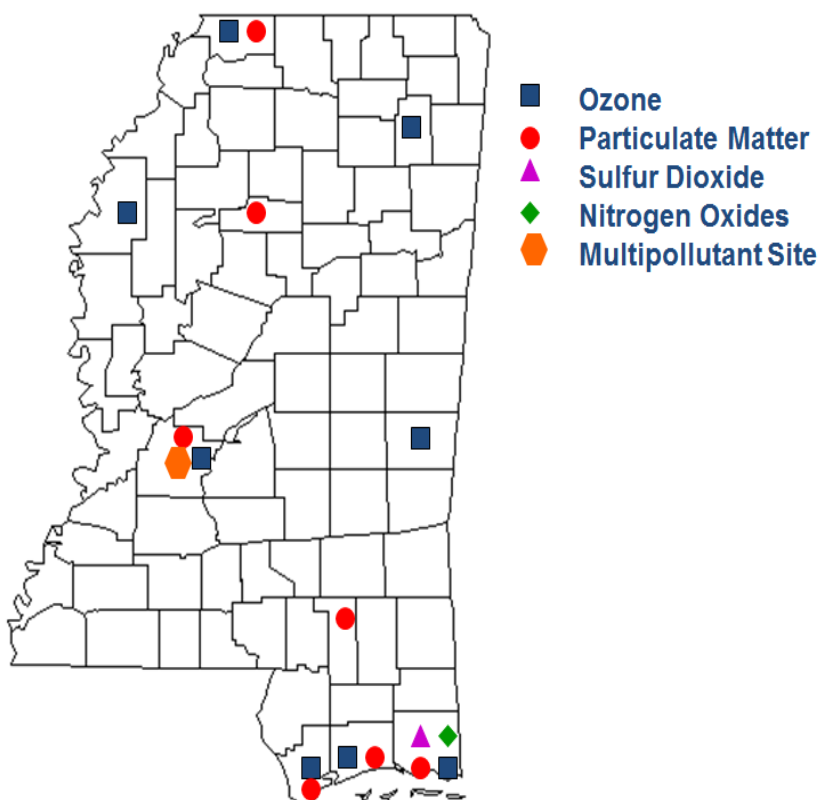 Ozone
Particulate Matter
Sulfur Dioxide
Nitrogen Oxides
Multipollutant Site